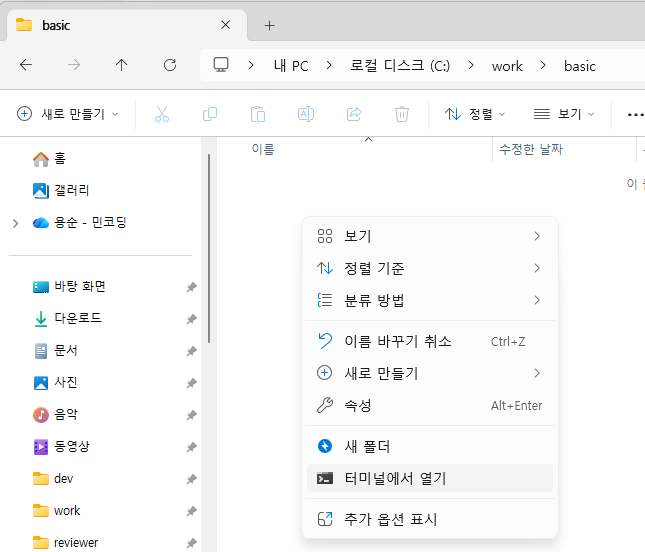 basic
내 PC
로컬 디스크 (C:)
work
basic
새로 만들기
정렬
보기
이름
수정한 날짜
홈
갤러리
용순 - 민코딩
바탕 화면
다운로드
문서
사진
음악
동영상
dev
work
reviewer
이
보기
정렬 기준
분류 방법
이름 바꾸기 취소 Ctrl+Z
새로 만들기
속성 Alt+Enter
새 폴더
터미널에서 열기
추가 옵션 표시